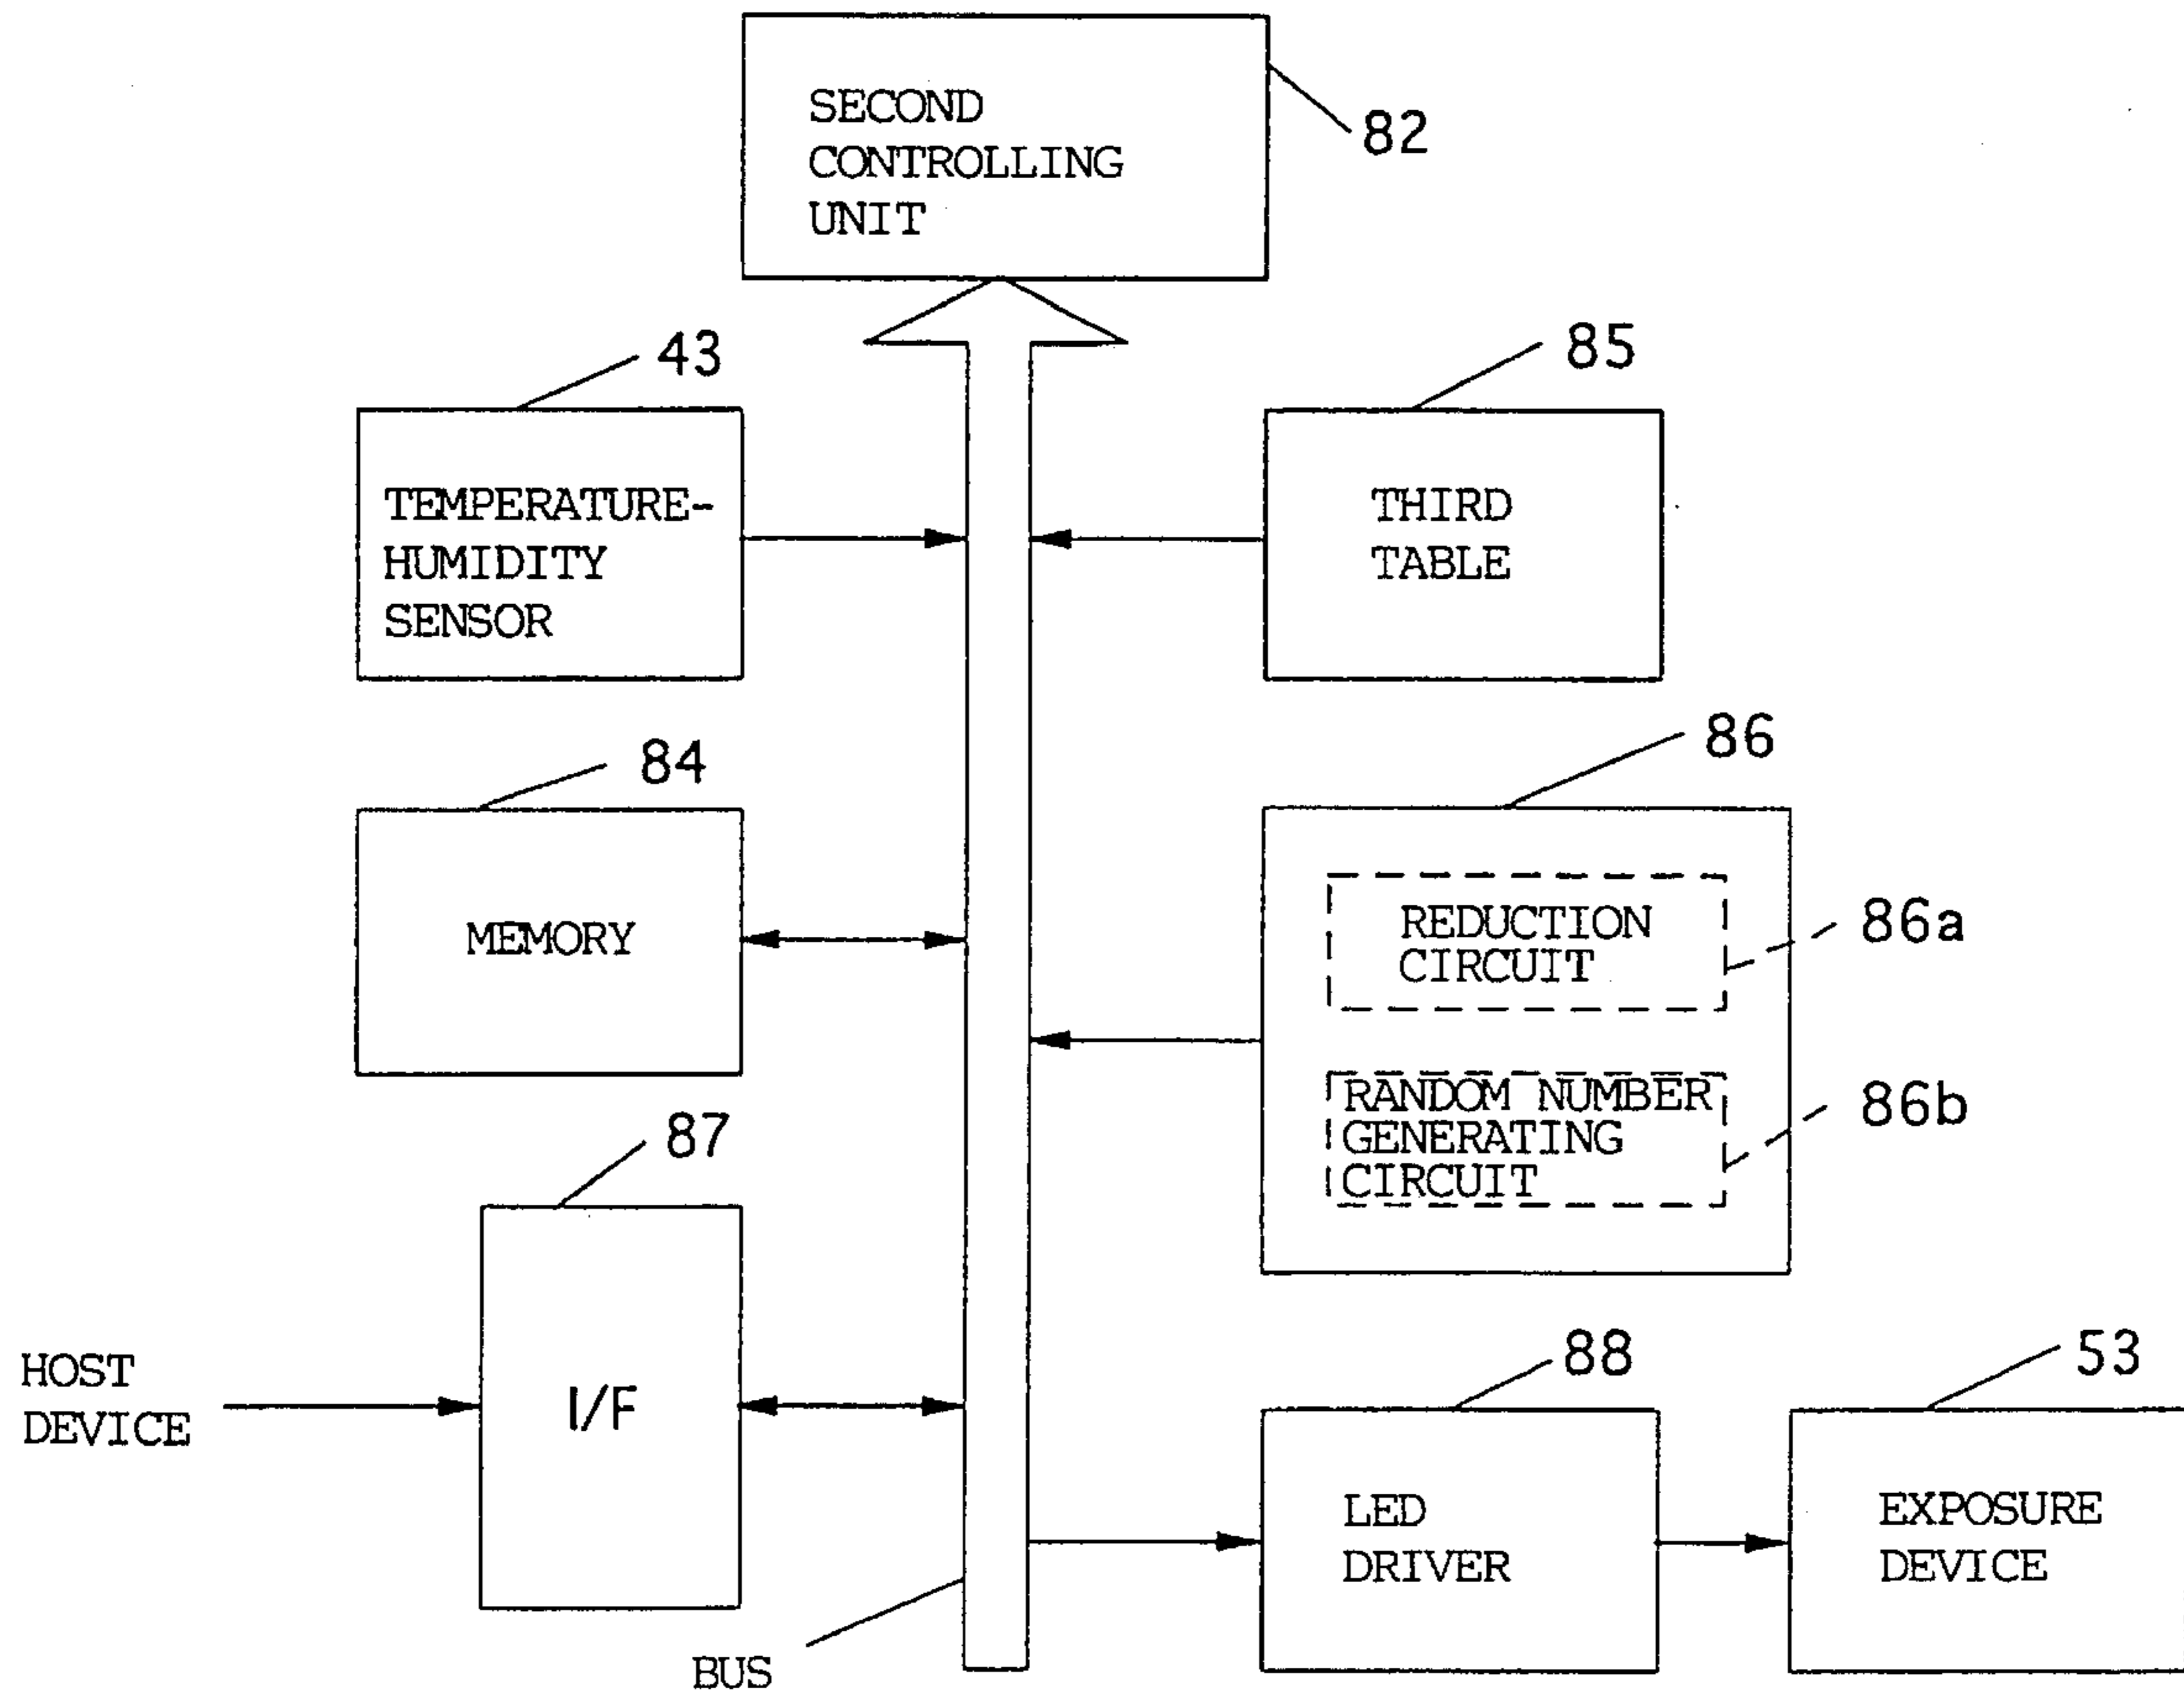 SECOND
CONTROLLING
UNIT
82
43
TEMPERATURE-
HUMIDITY
SENSOR
85
THIRD
TABLE
84
MEMORY
86
REDUCTION
CIRCUIT
86a
RANDOM NUMBER
GENERATING
CIRCUIT
86b
87
I/F
HOST
DEVICE
88
LED
DRIVER
53
EXPOSURE
DEVICE
BUS